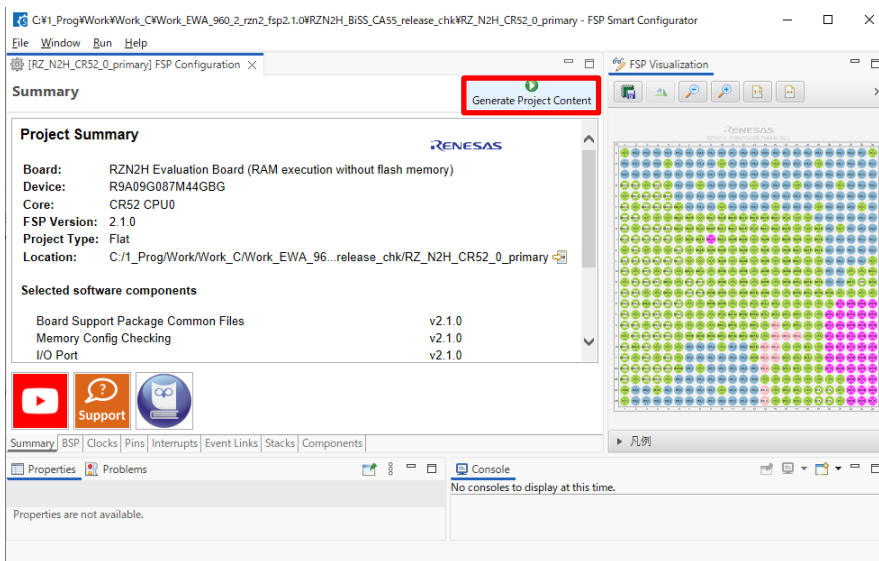 C:¥1_Prog¥Work¥Work_C¥Work_EWA_960_2_rzn2_fsp2.1.0¥RZN2H_BiSS_CA55_release_chk¥RZ_N2H_CR52_0_primary - FSP Smart Configurator
File Window Run Help
[RZ_N2H_CR52_0_primary] FSP Configuration
FSP Visualization
Summary
Generate Project Content
Project Summary
RENESAS
Board: RZN2H Evaluation Board (RAM execution without flash memory)
Device: R9A09G087M44GBG
Core: CR52 CPU0
FSP Version: 2.1.0
Project Type: Flat
Location: C:/1_Prog/Work/Work_C/Work_EWA_96...release_chk/RZ_N2H_CR52_0_primary
Selected software components
Board Support Package Common Files v2.1.0
Memory Config Checking v2.1.0
I/O Port v2.1.0
Support
Summary BSP Clocks Pins Interrupts Event Links Stacks Components
RENESAS
凡例
Properties Problems
Properties are not available.
Console
No consoles to display at this time.